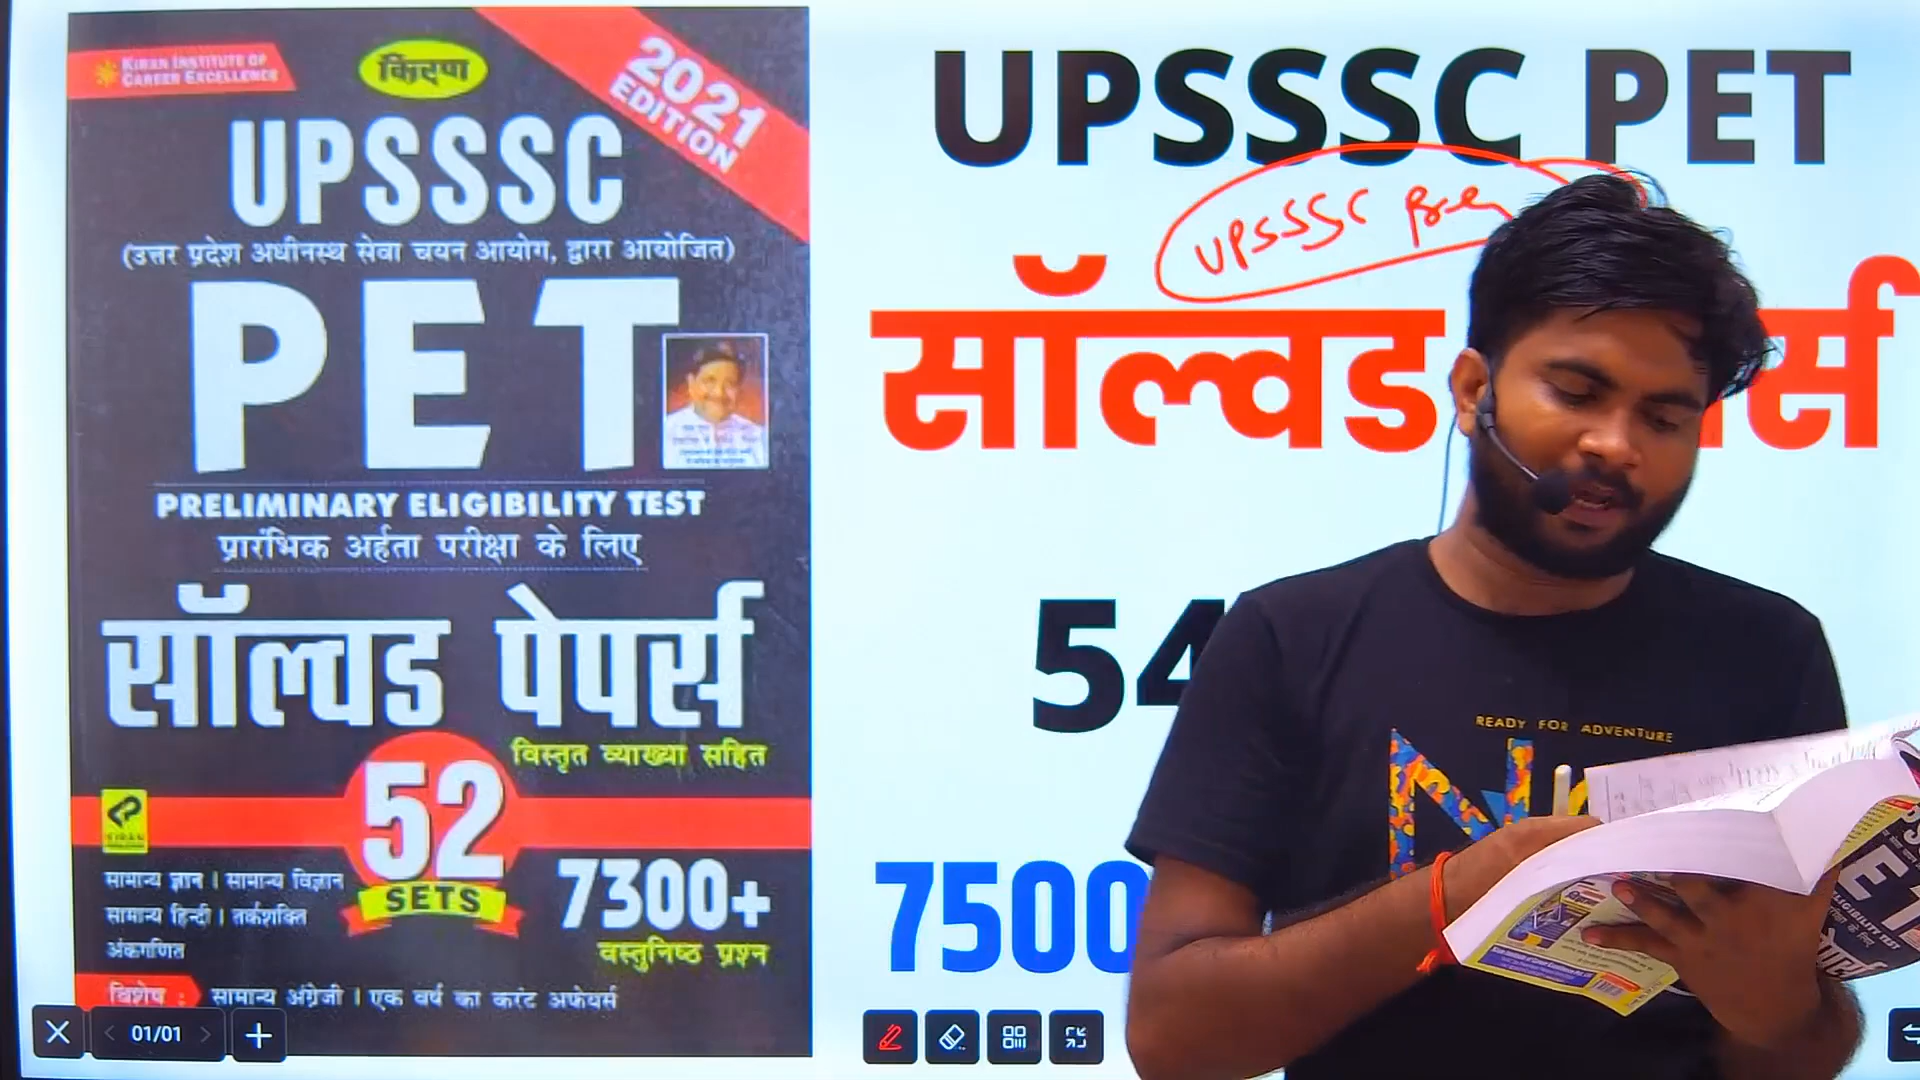 KIRAN INSTITUTE OF
CAREER EXCELLENCE
किरण
2021
EDITION
UPSSSC
(उत्तर प्रदेश अधीनस्थ सेवा चयन आयोग, द्वारा आयोजित)
PET
PRELIMINARY ELIGIBILITY TEST
प्रारंभिक अर्हता परीक्षा के लिए
सॉल्वड पेपर्स
विस्तृत व्याख्या सहित
52
SETS
KIRAN
7300+
वस्तुनिष्ठ प्रश्न
सामान्य ज्ञान । सामान्य विज्ञान
सामान्य हिन्दी । तर्कशक्ति
अंकगणित
विशेष : सामान्य अंग्रेजी । एक वर्ष का करंट अफेयर्स
01/01
UPSSSC PET
UPSSSC
सॉल्वड
र्स
54
7500
READY FOR ADVENTURE
ET